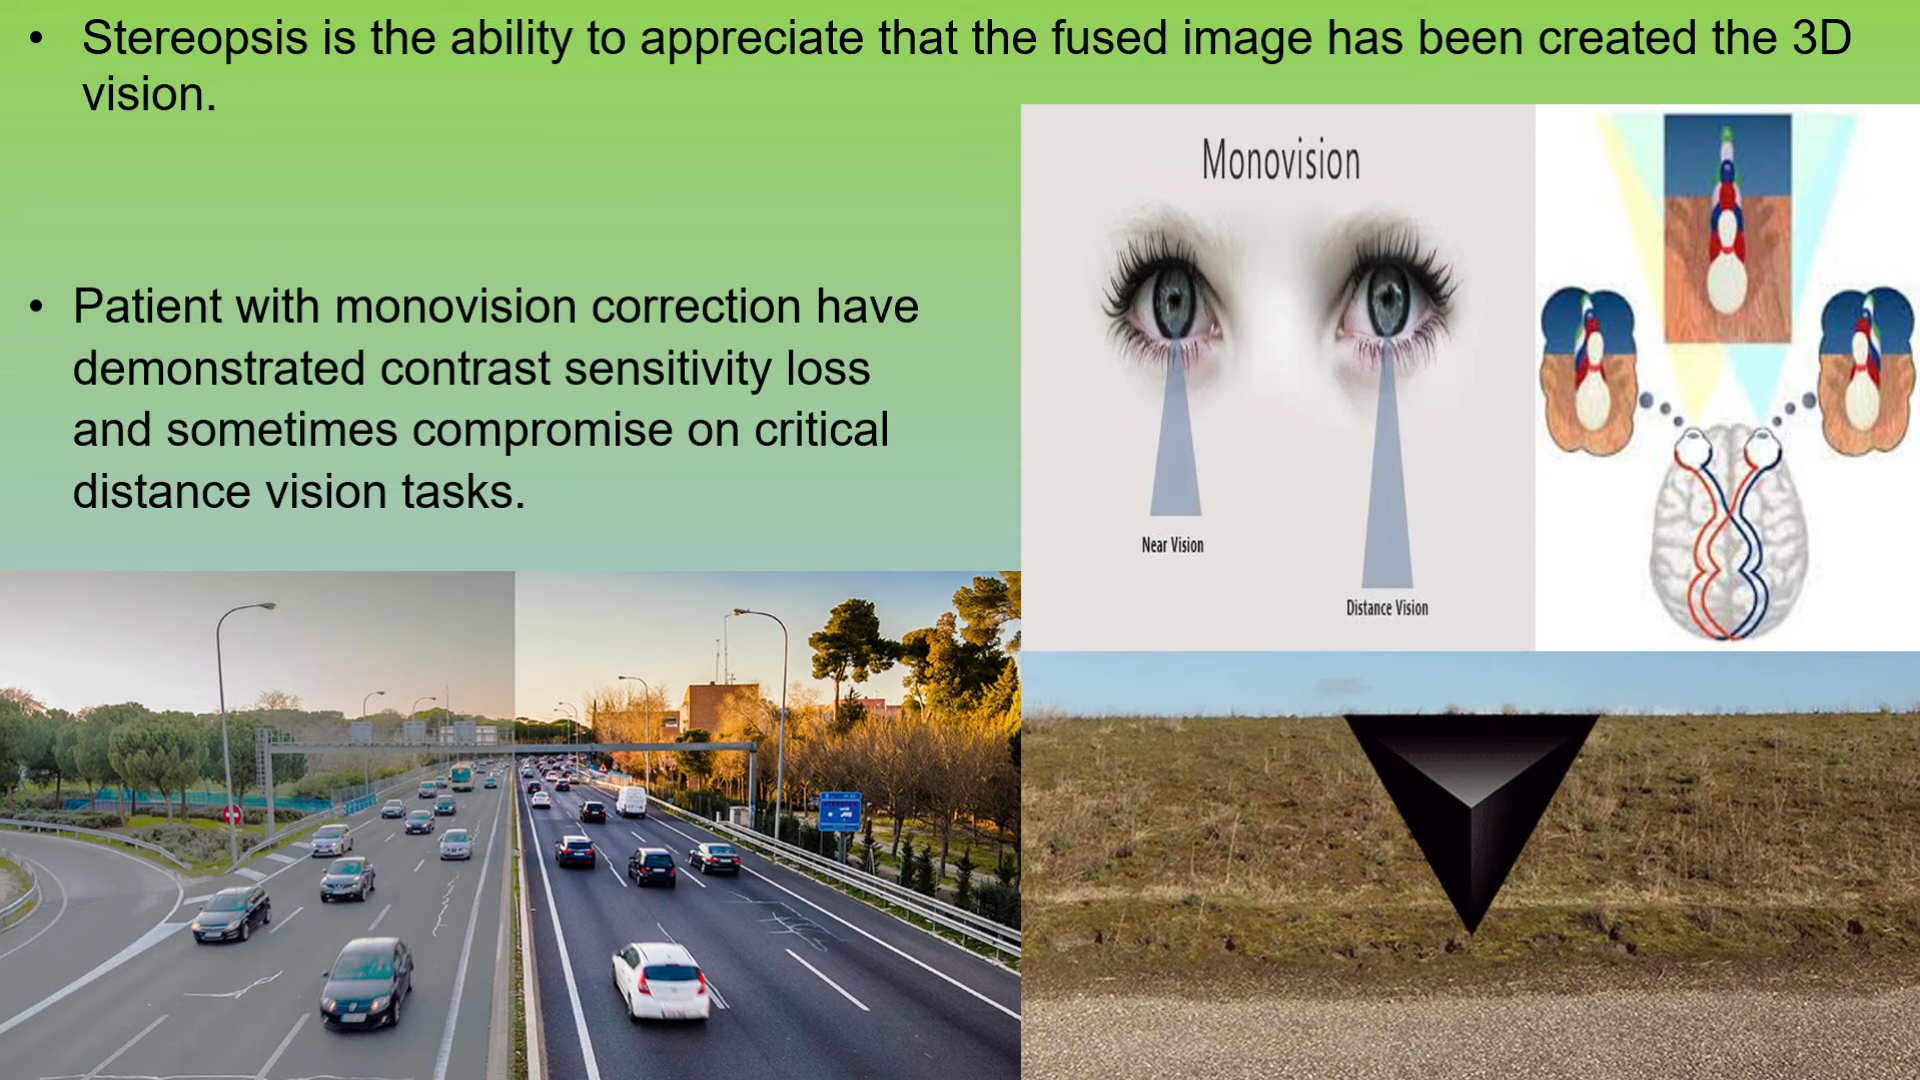 • Stereopsis is the ability to appreciate that the fused image has been created the 3D
vision.
• Patient with monovision correction have
demonstrated contrast sensitivity loss
and sometimes compromise on critical
distance vision tasks.
Monovision
Near Vision
Distance Vision